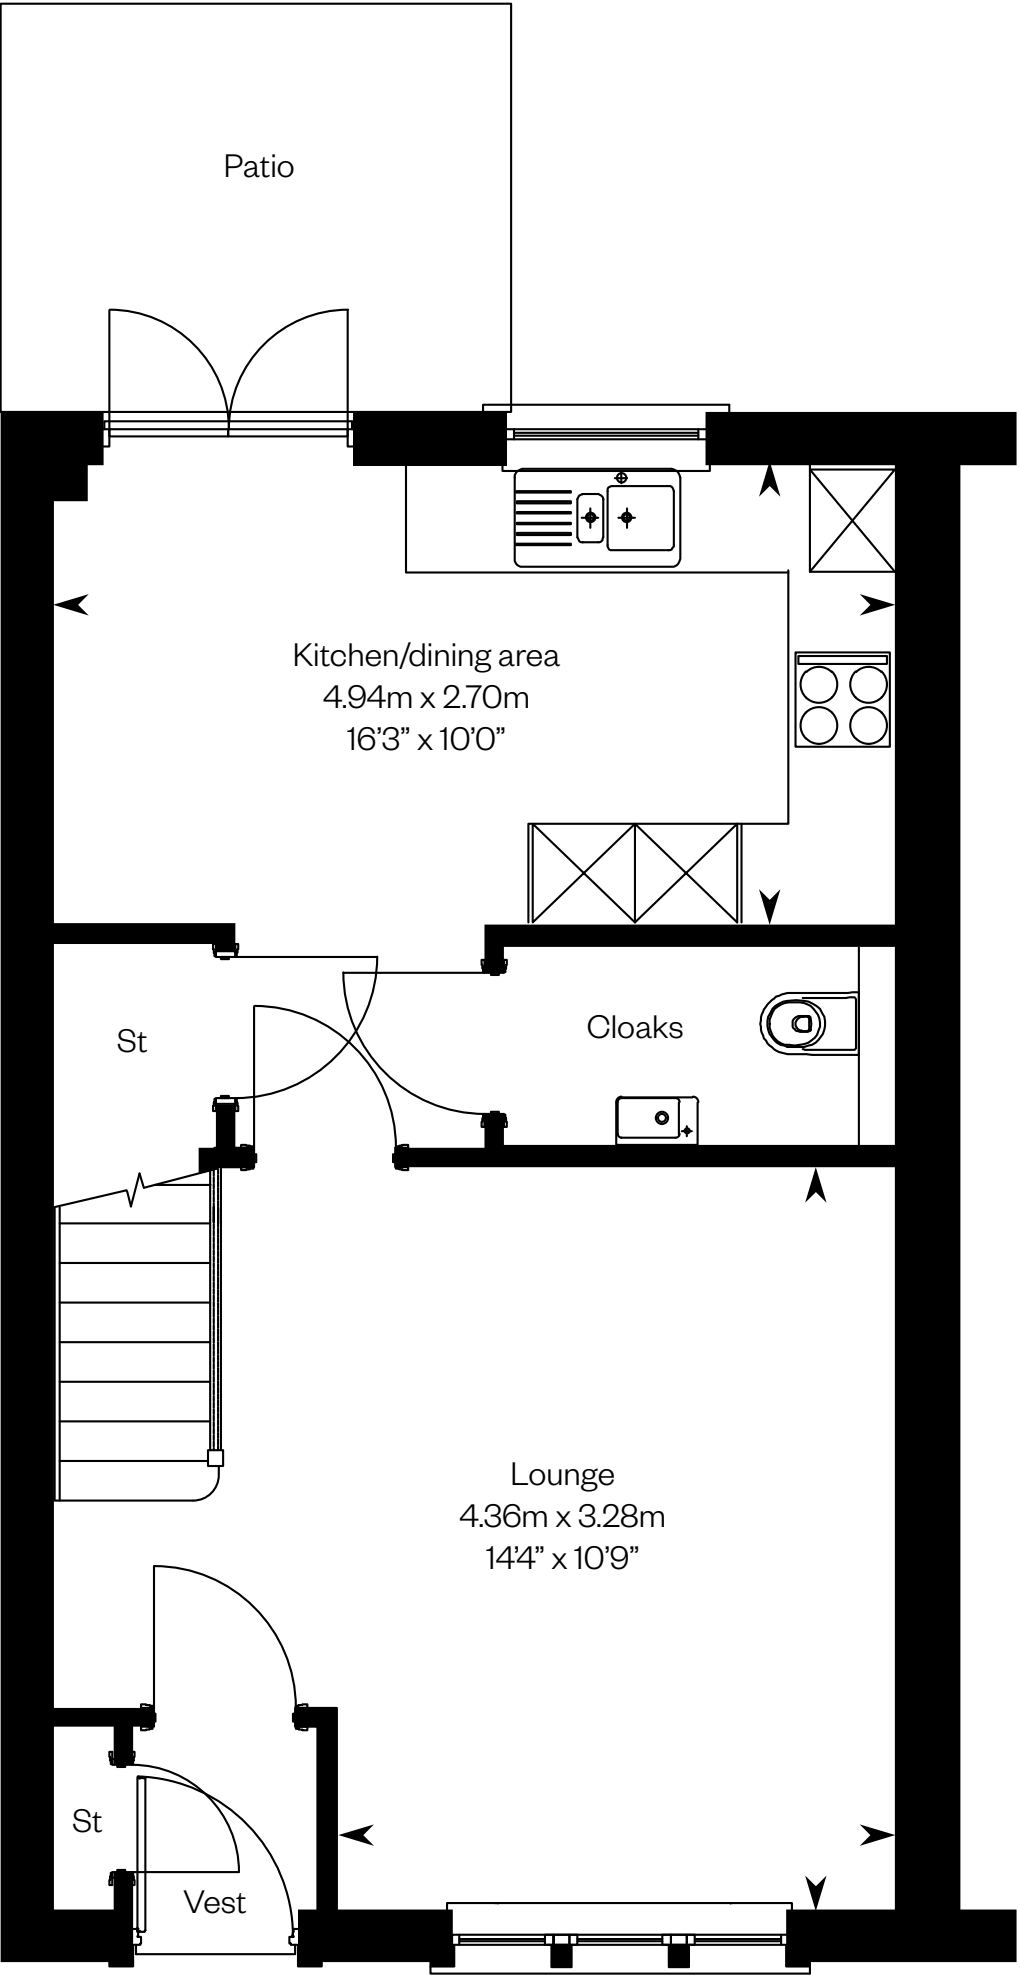 Patio
Kitchen/dining area
4.94m x 2.70m
16’3” x 10’0”
St
Cloaks
Lounge
4.36m x 3.28m
14’4” x 10’9”
St
Vest